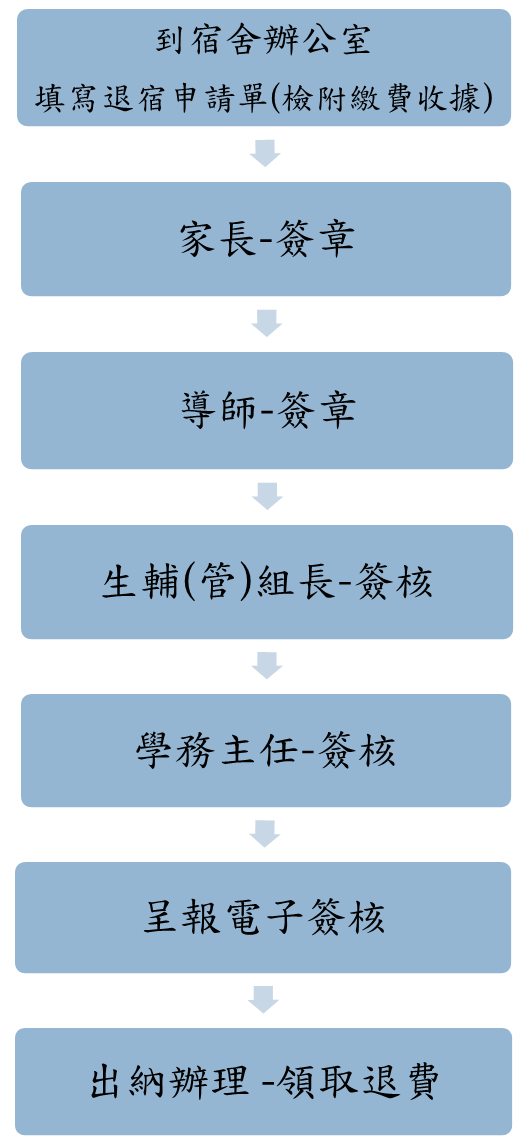 到宿舍辦公室
填寫退宿申請單(檢附繳費收據)
家長-簽章
導師-簽章
生輔(管)組長-簽核
學務主任-簽核
呈報電子簽核
出納辦理 -領取退費